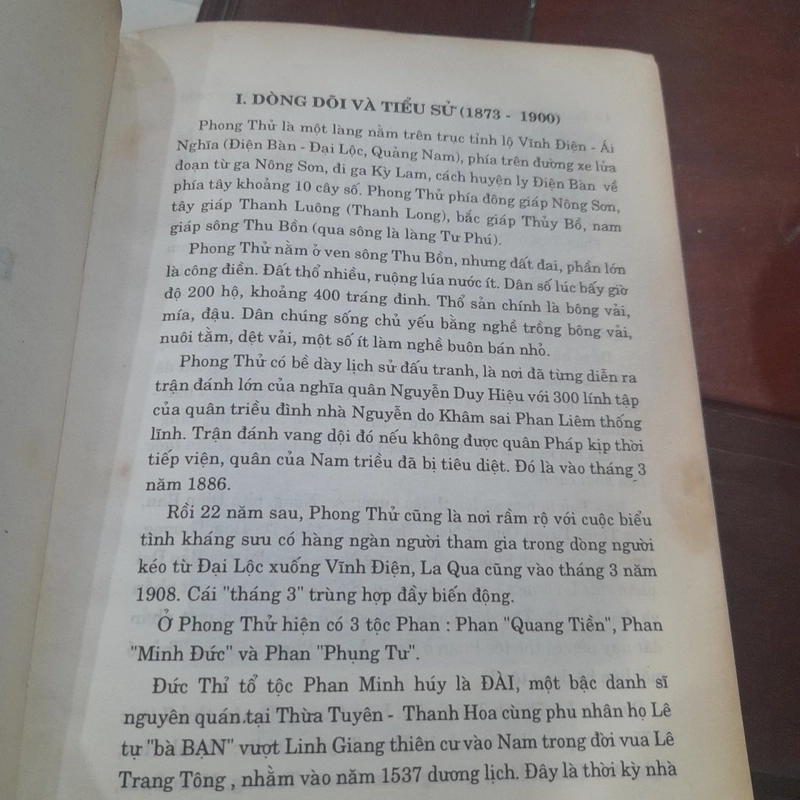 I. DÒNG DÕI VÀ TIỂU SỬ (1873 - 1900)
Phong Thử là một làng nằm trên trục tỉnh lộ Vĩnh Điện - Ái
Nghĩa (Điện Bàn - Đại Lộc, Quảng Nam), phía trên đường xe lửa
đoạn từ ga Nông Sơn, đi ga Kỳ Lam, cách huyện lỵ Điện Bàn về
phía tây khoảng 10 cây số. Phong Thử phía đông giáp Nông Sơn,
tây giáp Thanh Luông (Thanh Long), bắc giáp Thủy Bồ, nam
giáp sông Thu Bồn (qua sông là làng Tư Phú).
Phong Thử nằm ở ven sông Thu Bồn, nhưng đất đai, phần lớn
là công điền. Đất thổ nhiều, ruộng lúa nước ít. Dân số lúc bấy giờ
độ 200 hộ, khoảng 400 tráng đinh. Thổ sản chính là bông vải,
mía, đậu. Dân chúng sống chủ yếu bằng nghề trồng bông vải,
nuôi tằm, dệt vải, một số ít làm nghề buôn bán nhỏ.
Phong Thử có bề dày lịch sử đấu tranh, là nơi đã từng diễn ra
trận đánh lớn của nghĩa quân Nguyễn Duy Hiệu với 300 lính tập
của quân triều đình nhà Nguyễn do Khâm sai Phan Liêm thống
lĩnh. Trận đánh vang dội đó nếu không được quân Pháp kịp thời
tiếp viện, quân của Nam triều đã bị tiêu diệt. Đó là vào tháng 3
năm 1886.
Rồi 22 năm sau, Phong Thử cũng là nơi rầm rộ với cuộc biểu
tình kháng sưu có hàng ngàn người tham gia trong dòng người
kéo từ Đại Lộc xuống Vĩnh Điện, La Qua cũng vào tháng 3 năm
1908. Cái "tháng 3" trùng hợp đầy biến động.
Ở Phong Thử hiện có 3 tộc Phan : Phan "Quang Tiền", Phan
"Minh Đức" và Phan "Phụng Tư".
Đức Thỉ tổ tộc Phan Minh húy là ĐÀI, một bậc danh sĩ
nguyên quán tại Thừa Tuyên - Thanh Hoa cùng phu nhân họ Lê
tự "bà BẠN" vượt Linh Giang thiên cư vào Nam trong đời vua Lê
Trang Tông , nhằm vào năm 1537 dương lịch. Đây là thời kỳ nhà